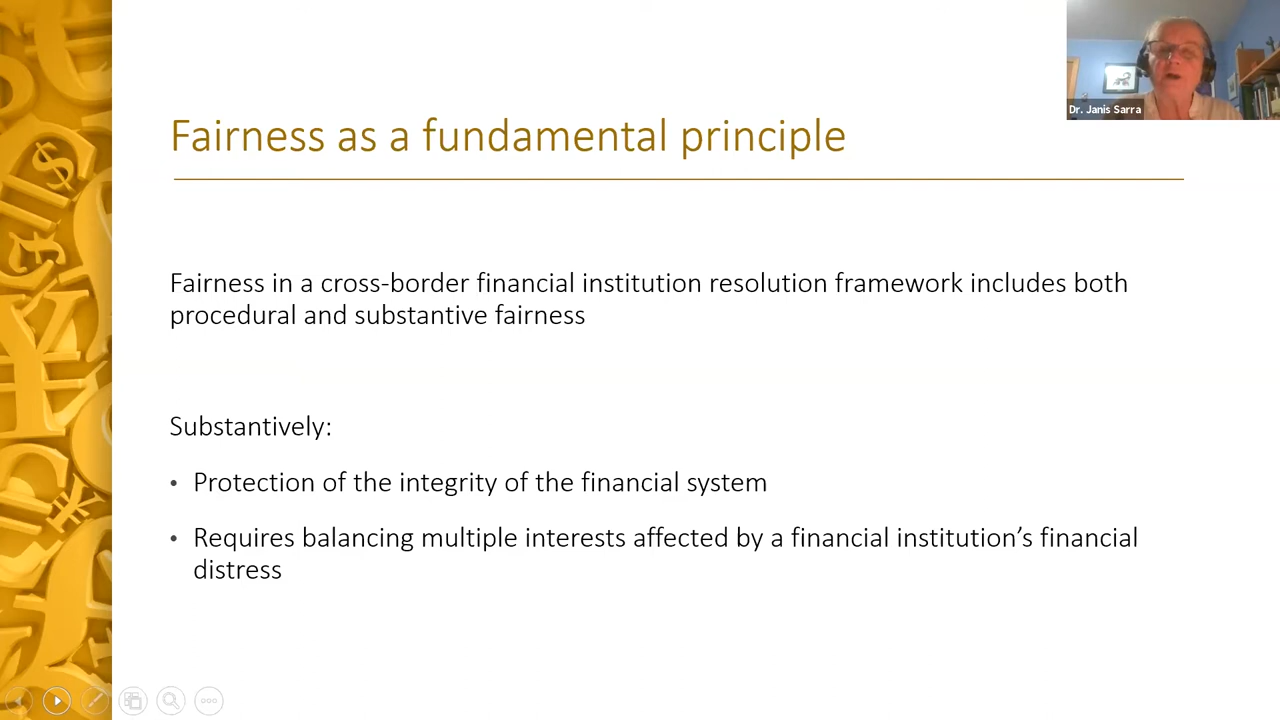 Dr. Janis Sarra
Fairness as a fundamental principle
Fairness in a cross-border financial institution resolution framework includes both
procedural and substantive fairness
Substantively:
• Protection of the integrity of the financial system
• Requires balancing multiple interests affected by a financial institution’s financial
distress